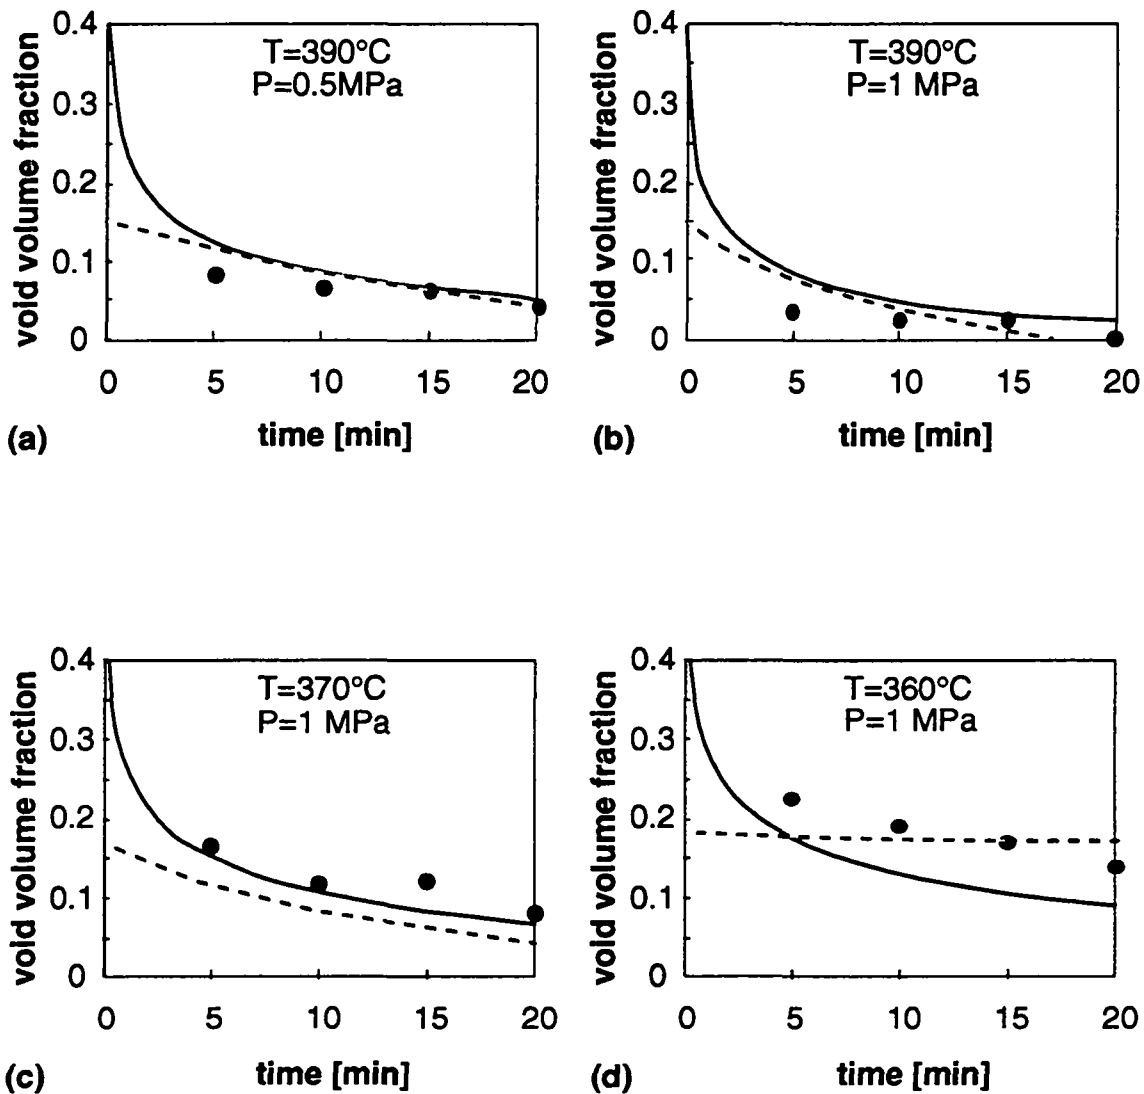 void volume fraction
0.4
0.3
0.2
0.1
0
T=390°C
P=0.5MPa
0 5 10 15 20
(a) time [min]
void volume fraction
0.4
0.3
0.2
0.1
0
T=390°C
P=1 MPa
0 5 10 15 20
(b) time [min]
void volume fraction
0.4
0.3
0.2
0.1
0
T=370°C
P=1 MPa
0 5 10 15 20
(c) time [min]
void volume fraction
0.4
0.3
0.2
0.1
0
T=360°C
P=1 MPa
0 5 10 15 20
(d) time [min]